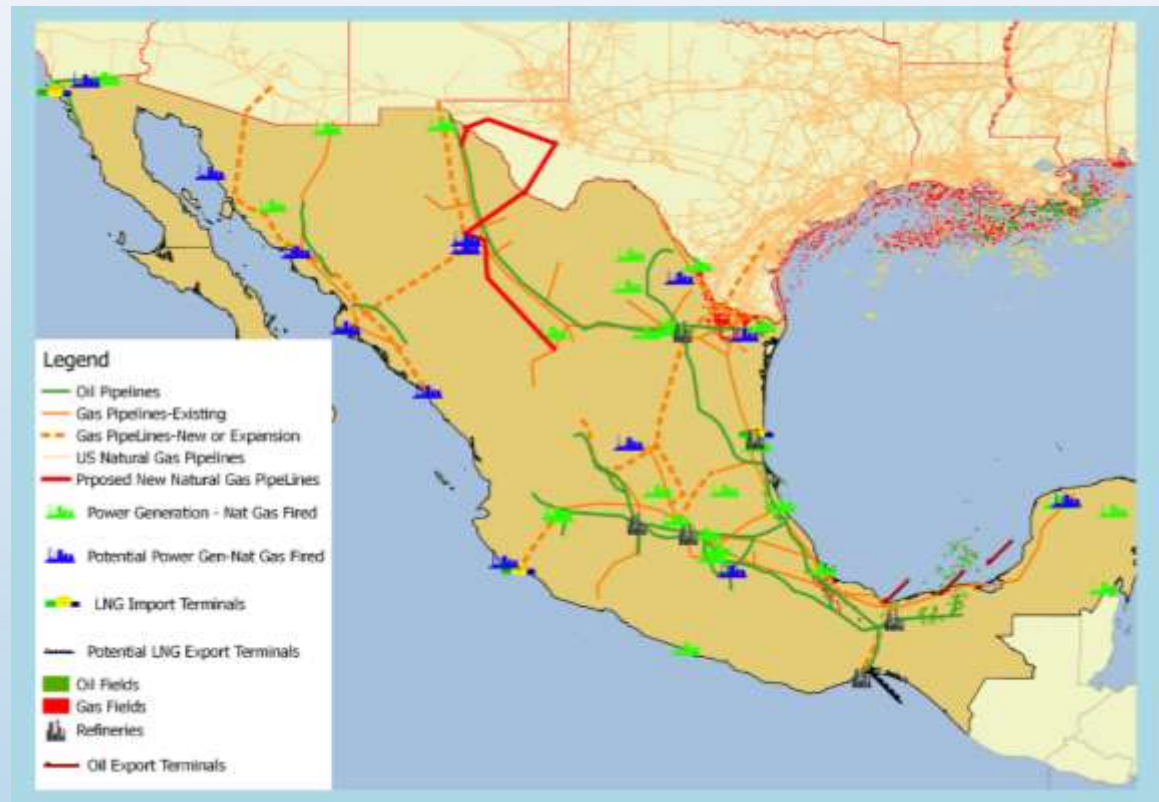 Legend
Oil Pipelines
Gas Pipelines-Existing
Gas PipeLines-New or Expansion
US Natural Gas Pipelines
Prposed New Natural Gas PipeLines
Power Generation - Nat Gas Fired
Potential Power Gen-Nat Gas Fired
LNG Import Terminals
Potential LNG Export Terminals
Oil Fields
Gas Fields
Refineries
Oil Export Terminals